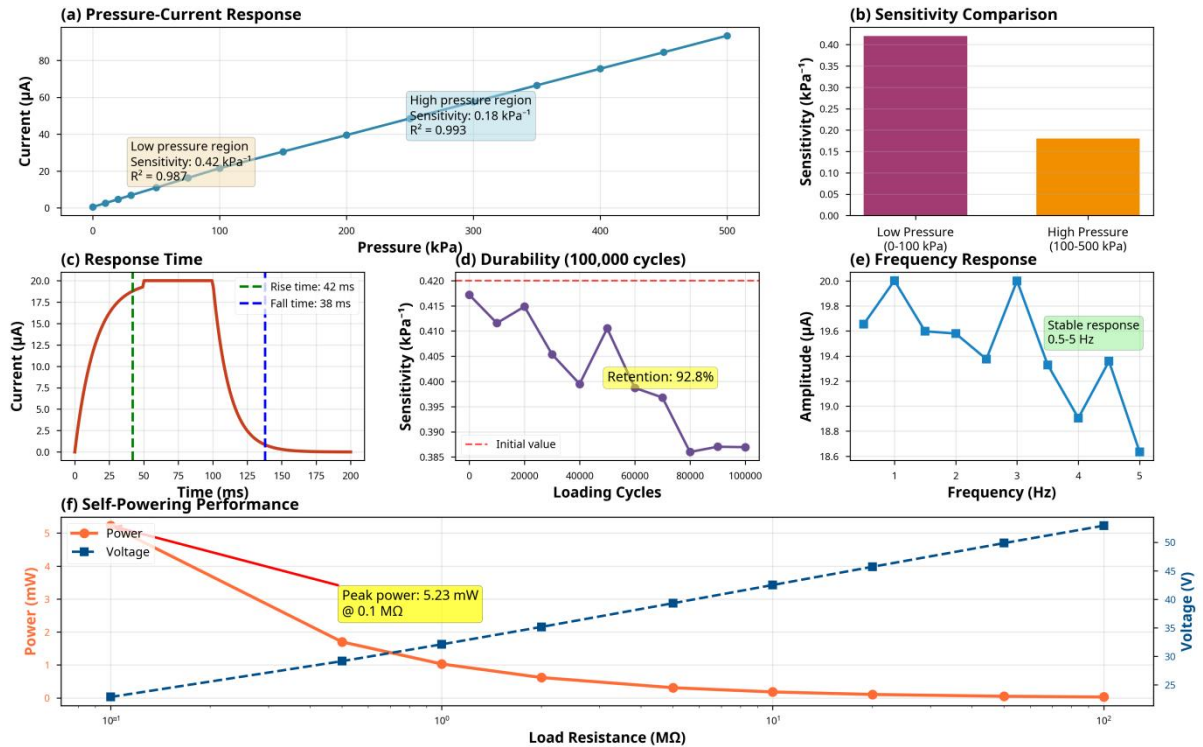 (a) Pressure-Current Response
Current (μA)
80
60
40
20
0
Low pressure region
Sensitivity: 0.42 kPa⁻¹
R² = 0.987
High pressure region
Sensitivity: 0.18 kPa⁻¹
R² = 0.993
0 100 200 300 400 500
Pressure (kPa)
(b) Sensitivity Comparison
Sensitivity (kPa⁻¹)
0.40
0.35
0.30
0.25
0.20
0.15
0.10
0.05
0.00
Low Pressure
(0-100 kPa)
High Pressure
(100-500 kPa)
(c) Response Time
Current (μA)
20.0
17.5
15.0
12.5
10.0
7.5
5.0
2.5
0.0
Rise time: 42 ms
Fall time: 38 ms
0 25 50 75 100 125 150 175 200
Time (ms)
(d) Durability (100,000 cycles)
Sensitivity (kPa⁻¹)
0.420
0.415
0.410
0.405
0.400
0.395
0.390
0.385
Retention: 92.8%
Initial value
0 20000 40000 60000 80000 100000
Loading Cycles
(e) Frequency Response
Amplitude (μA)
20.0
19.8
19.6
19.4
19.2
19.0
18.8
18.6
Stable response
0.5-5 Hz
1 2 3 4 5
Frequency (Hz)
(f) Self-Powering Performance
Power (mW)
5
4
3
2
1
0
Power
Voltage
Peak power: 5.23 mW
@ 0.1 MΩ
50
45
40
35
30
25
Voltage (V)
10⁰ 10¹ 10²
Load Resistance (MΩ)